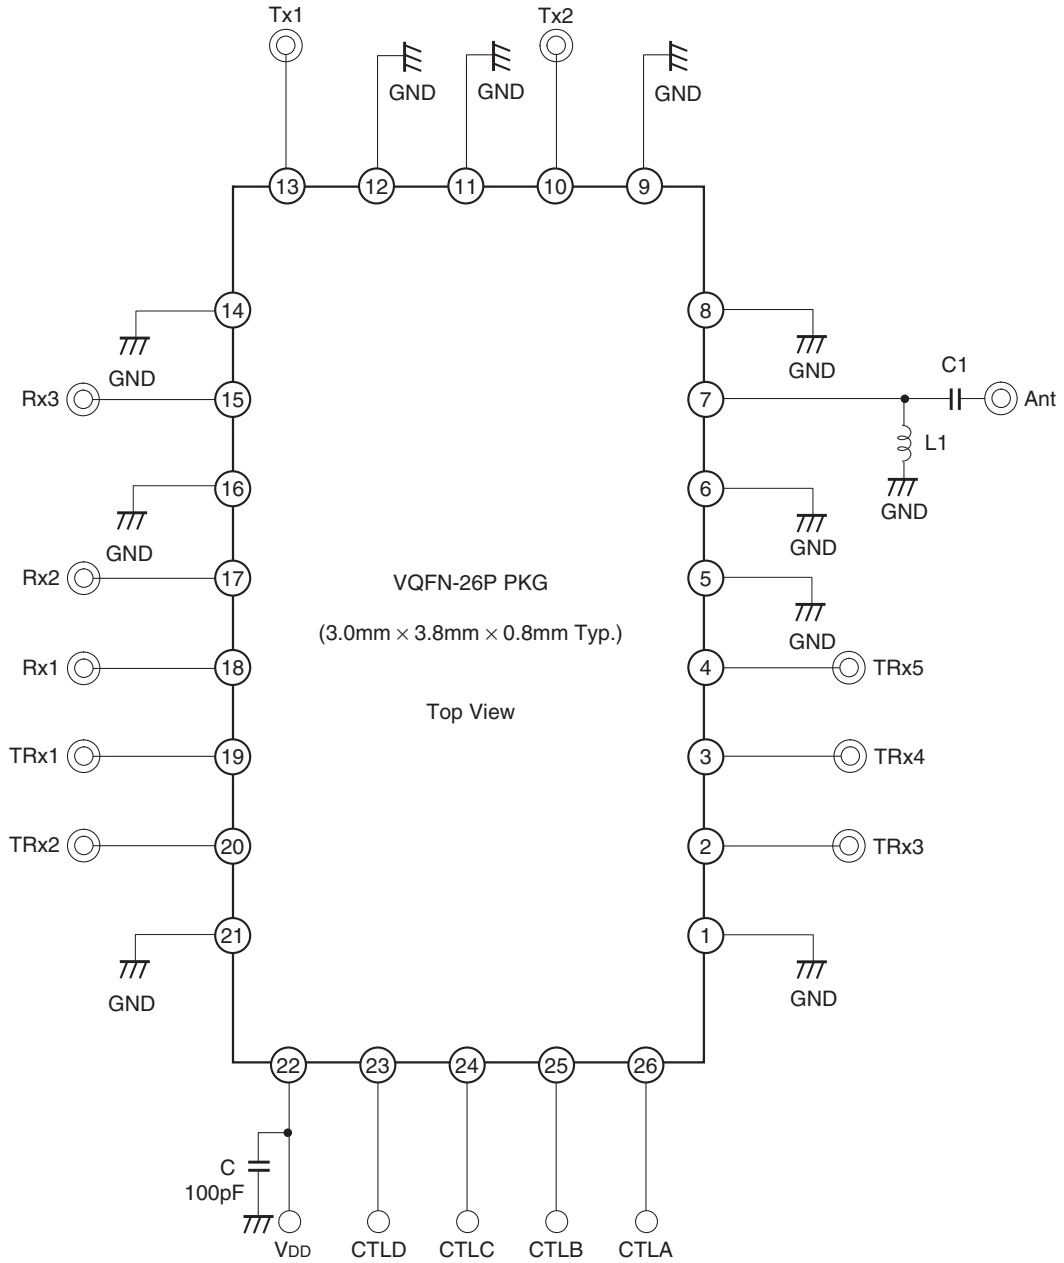 Tx1
Tx2
GND
GND
GND
13
12
11
10
9
14
GND
8
GND
C1
Rx3
15
7
Ant
L1
GND
16
GND
6
GND
Rx2
17
VQFN-26P PKG
5
GND
(3.0mm × 3.8mm × 0.8mm Typ.)
Rx1
18
4
TRx5
Top View
TRx1
19
3
TRx4
TRx2
20
2
TRx3
21
GND
1
GND
22
23
24
25
26
C
100pF
VDD
CTLD
CTLC
CTLB
CTLA